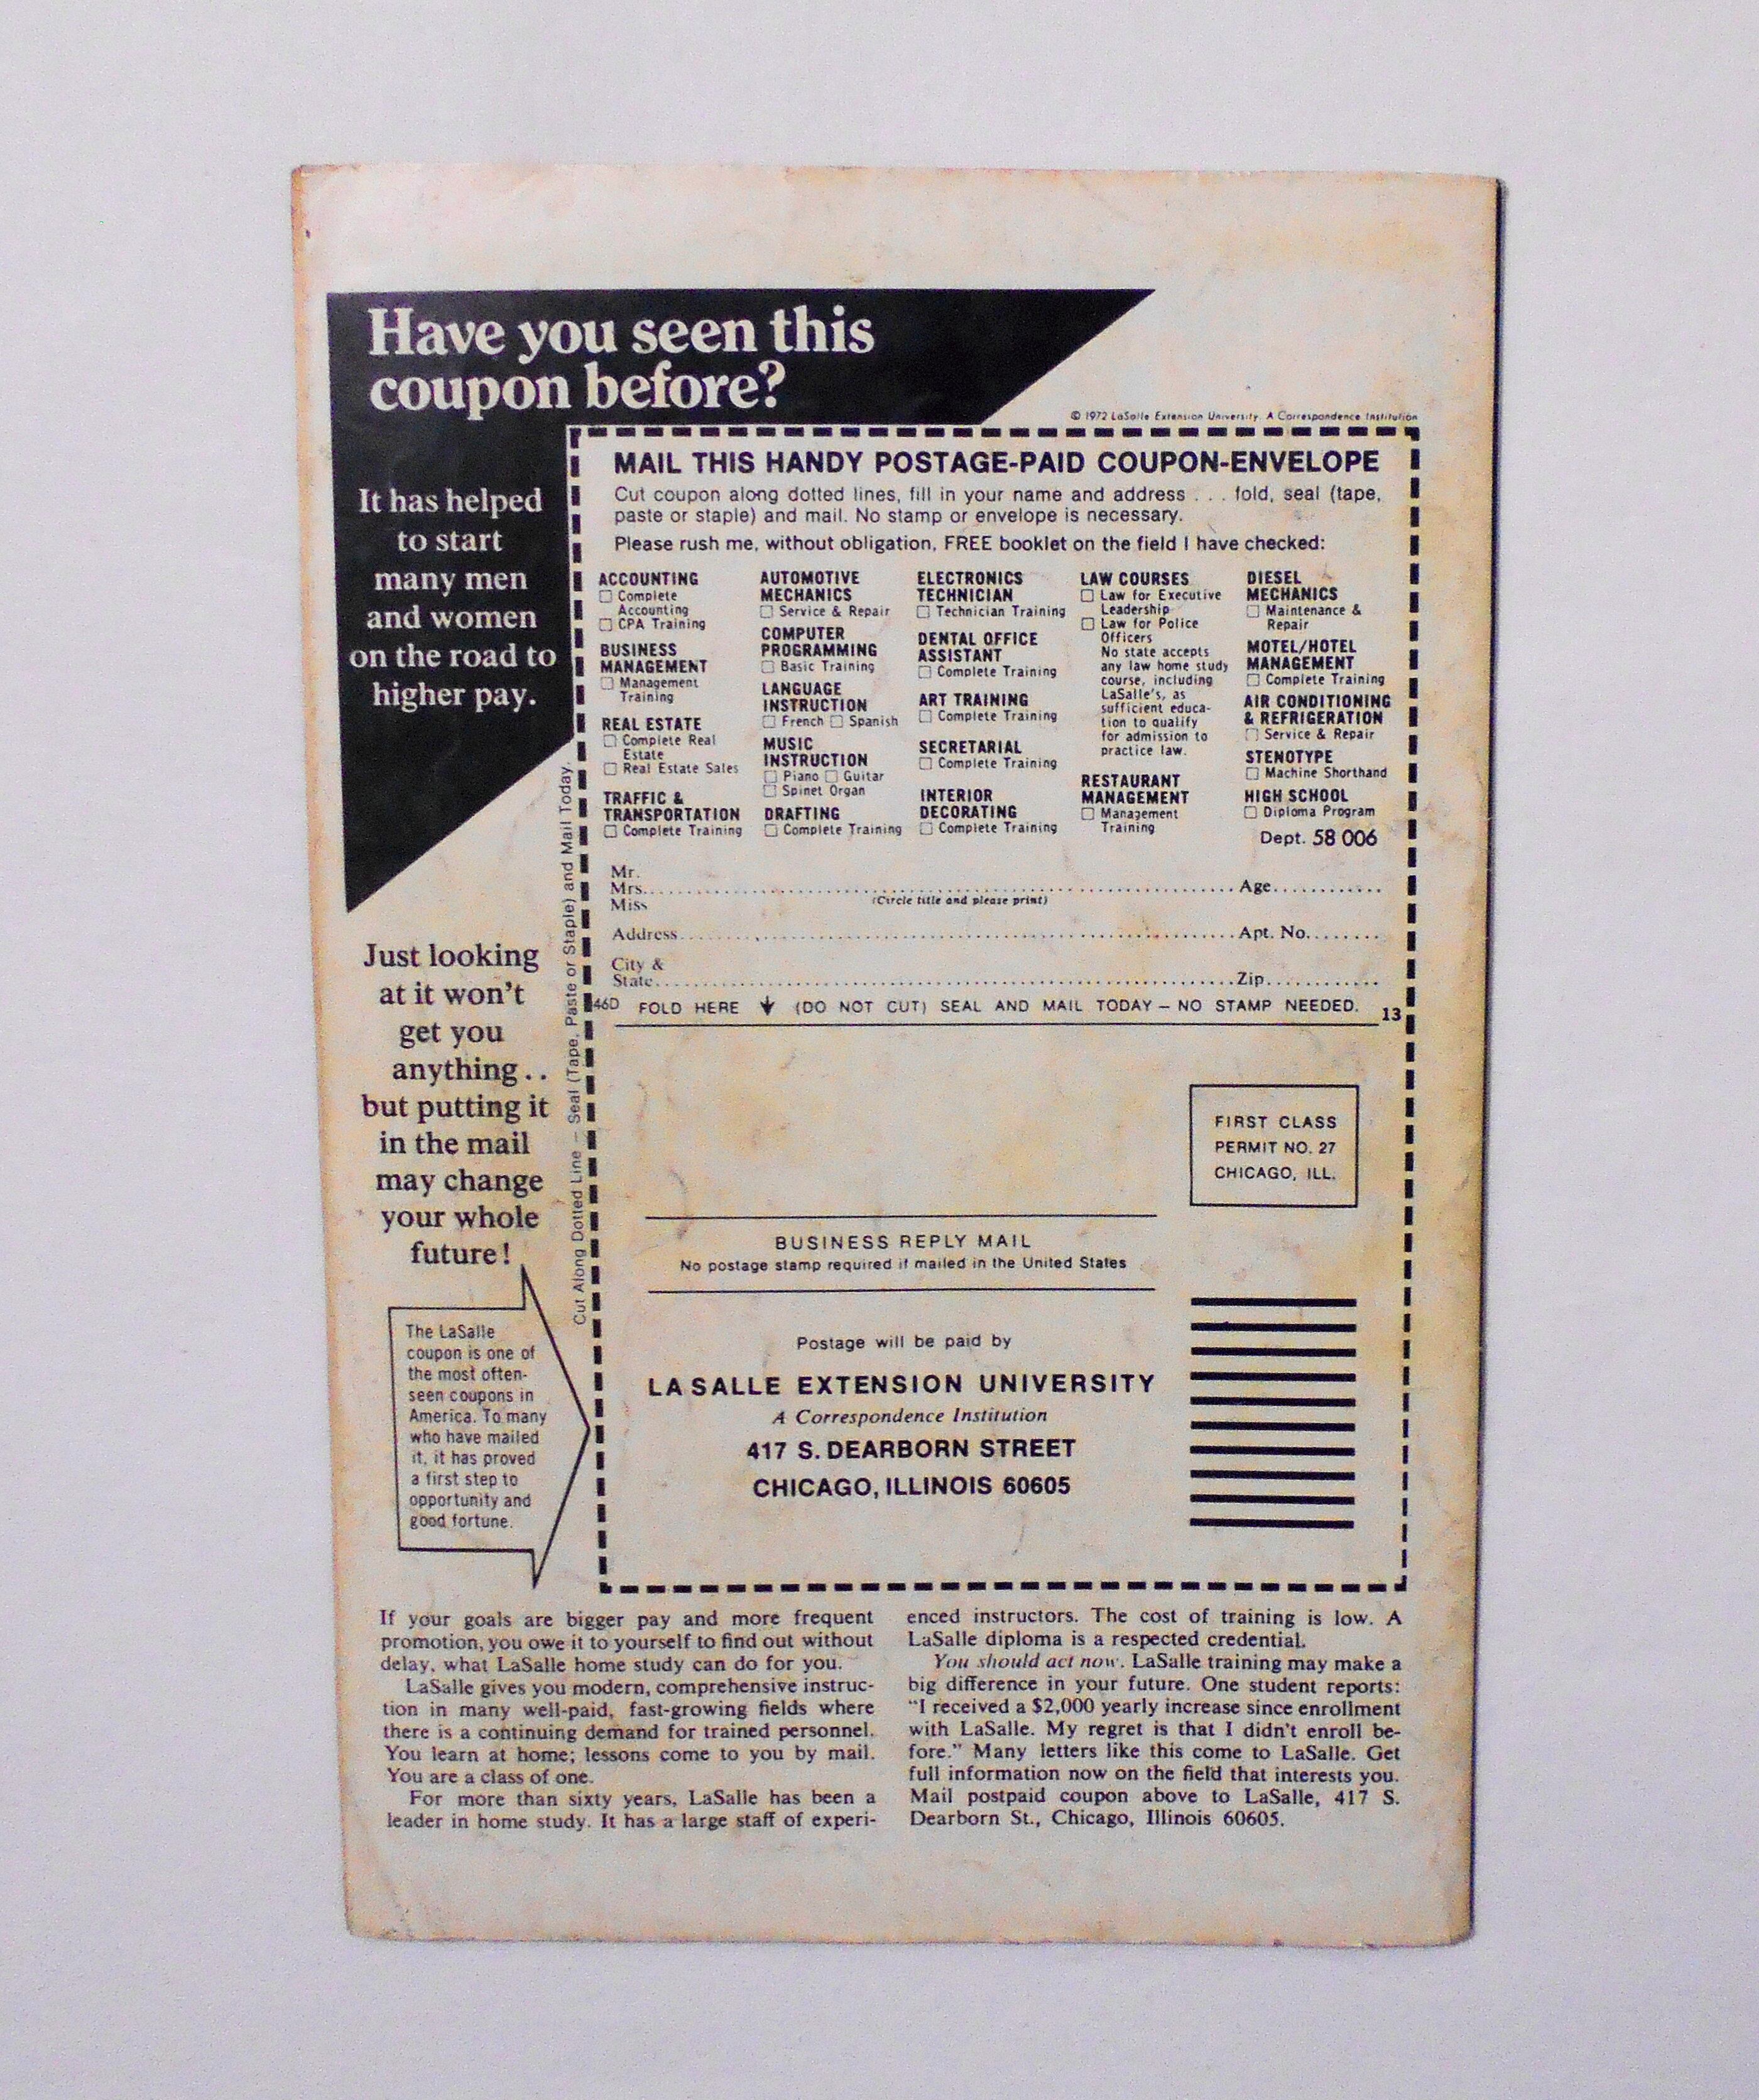 Have you seen this
coupon before?
It has helped
to start
many men
and women
on the road to
higher pay.
Just looking
at it won't
get you
anything . .
but putting it
in the mail
may change
your whole
future!
The LaSalle
coupon is one of
the most often-
seen coupons in
America. To many
who have mailed
it, it has proved
a first step to
opportunity and
good fortune.
© 1972 LaSalle Extension University. A Correspondence Institution
Cut Along Dotted Line – Seal (Tape, Paste or Staple) and Mail Today.
MAIL THIS HANDY POSTAGE-PAID COUPON-ENVELOPE
Cut coupon along dotted lines, fill in your name and address . . . fold, seal (tape,
paste or staple) and mail. No stamp or envelope is necessary.
Please rush me, without obligation, FREE booklet on the field I have checked:
ACCOUNTING
☐ Complete
Accounting
☐ CPA Training
BUSINESS
MANAGEMENT
☐ Management
Training
REAL ESTATE
☐ Complete Real
Estate
☐ Real Estate Sales
TRAFFIC &
TRANSPORTATION
☐ Complete Training
AUTOMOTIVE
MECHANICS
☐ Service & Repair
COMPUTER
PROGRAMMING
☐ Basic Training
LANGUAGE
INSTRUCTION
☐ French ☐ Spanish
MUSIC
INSTRUCTION
☐ Piano ☐ Guitar
☐ Spinet Organ
DRAFTING
☐ Complete Training
ELECTRONICS
TECHNICIAN
☐ Technician Training
DENTAL OFFICE
ASSISTANT
☐ Complete Training
ART TRAINING
☐ Complete Training
SECRETARIAL
☐ Complete Training
INTERIOR
DECORATING
☐ Complete Training
LAW COURSES
☐ Law for Executive
Leadership
☐ Law for Police
Officers
No state accepts
any law home study
course, including
LaSalle's, as
sufficient educa-
tion to qualify
for admission to
practice law.
RESTAURANT
MANAGEMENT
☐ Management
Training
DIESEL
MECHANICS
☐ Maintenance &
Repair
MOTEL/HOTEL
MANAGEMENT
☐ Complete Training
AIR CONDITIONING
& REFRIGERATION
☐ Service & Repair
STENOTYPE
☐ Machine Shorthand
HIGH SCHOOL
☐ Diploma Program
Dept. 58 006
Mr.
Mrs. Age
Miss (Circle title and please print)
Address Apt. No.
City &
State Zip
46D FOLD HERE ↓ (DO NOT CUT) SEAL AND MAIL TODAY – NO STAMP NEEDED. 13
FIRST CLASS
PERMIT NO. 27
CHICAGO, ILL.
BUSINESS REPLY MAIL
No postage stamp required if mailed in the United States
Postage will be paid by
LA SALLE EXTENSION UNIVERSITY
A Correspondence Institution
417 S. DEARBORN STREET
CHICAGO, ILLINOIS 60605
If your goals are bigger pay and more frequent
promotion, you owe it to yourself to find out without
delay, what LaSalle home study can do for you.
LaSalle gives you modern, comprehensive instruc-
tion in many well-paid, fast-growing fields where
there is a continuing demand for trained personnel.
You learn at home; lessons come to you by mail.
You are a class of one.
For more than sixty years, LaSalle has been a
leader in home study. It has a large staff of experi-
enced instructors. The cost of training is low. A
LaSalle diploma is a respected credential.
You should act now. LaSalle training may make a
big difference in your future. One student reports:
"I received a $2,000 yearly increase since enrollment
with LaSalle. My regret is that I didn't enroll be-
fore." Many letters like this come to LaSalle. Get
full information now on the field that interests you.
Mail postpaid coupon above to LaSalle, 417 S.
Dearborn St., Chicago, Illinois 60605.